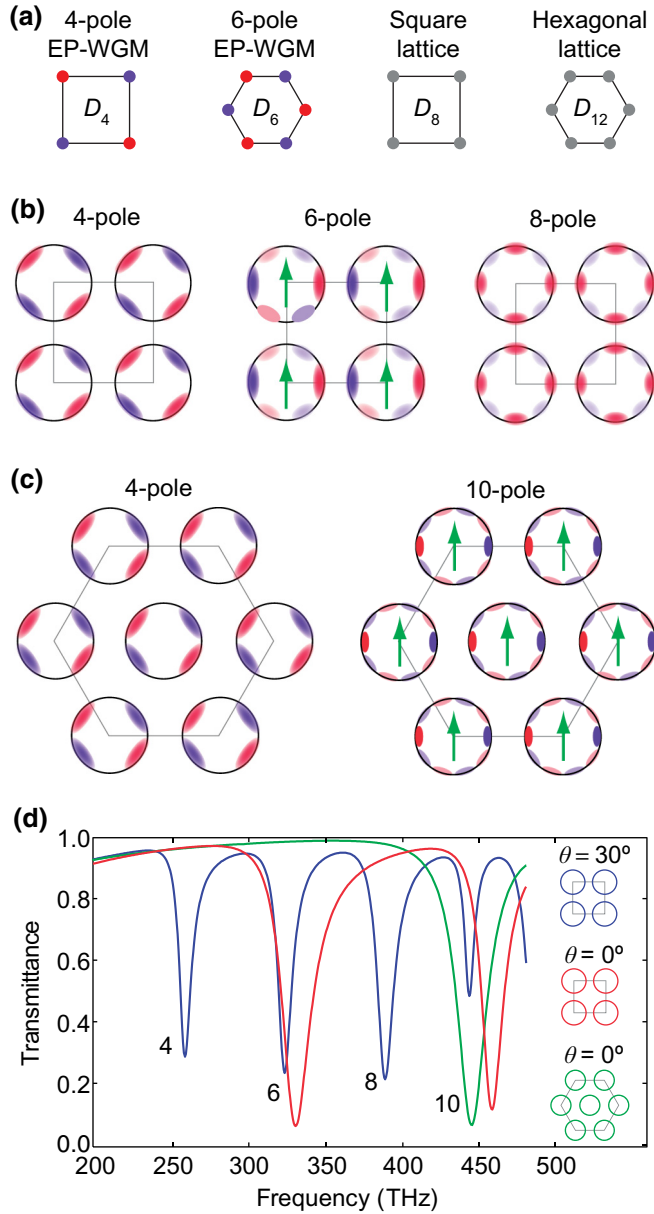 (a)
4-pole
EP-WGM
6-pole
EP-WGM
Square
lattice
Hexagonal
lattice
D4
D6
D8
D12
(b)
4-pole
6-pole
8-pole
(c)
4-pole
10-pole
(d)
1.0
0.8
0.6
0.4
0.2
0.0
Transmittance
4
6
8
10
θ = 30º
θ = 0º
θ = 0º
200
250
300
350
400
450
500
Frequency (THz)